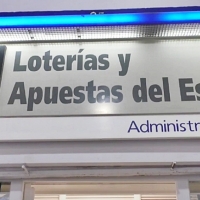 Loterías y
Apuestas del Es
Administr